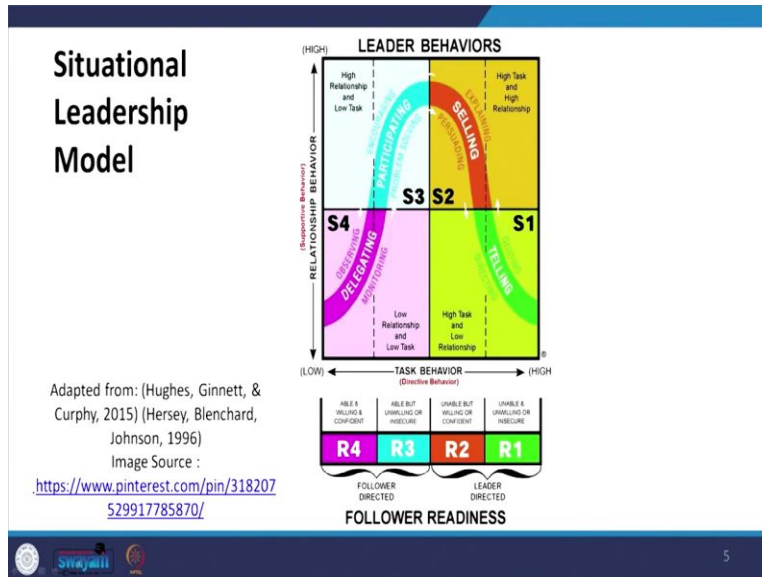 Situational
Leadership
Model
LEADER BEHAVIORS
(HIGH)
High
Relationship
and
Low Task
High Task
and
High
Relationship
ENCOURAGING
PARTICIPATING
PROBLEM SOLVING
EXPLAINING
SELLING
PERSUADING
S3
S2
S4
S1
OBSERVING
DELEGATING
MONITORING
GUIDING
TELLING
DIRECTING
Low
Relationship
and
Low Task
High Task
and
Low
Relationship
(Supportive Behavior)
RELATIONSHIP BEHAVIOR
®
(LOW)
TASK BEHAVIOR
(HIGH
(Directive Behavior)
ABLE &
WILLING &
CONFIDENT
ABLE BUT
UNWILLING OR
INSECURE
UNABLE BUT
WILLING OR
CONFIDENT
UNABLE &
UNWILLING OR
INSECURE
R4
R3
R2
R1
FOLLOWER
DIRECTED
LEADER
DIRECTED
FOLLOWER READINESS
Adapted from: (Hughes, Ginnett, &
Curphy, 2015) (Hersey, Blenchard,
Johnson, 1996)
Image Source :
https://www.pinterest.com/pin/318207
529917785870/
swayam
5